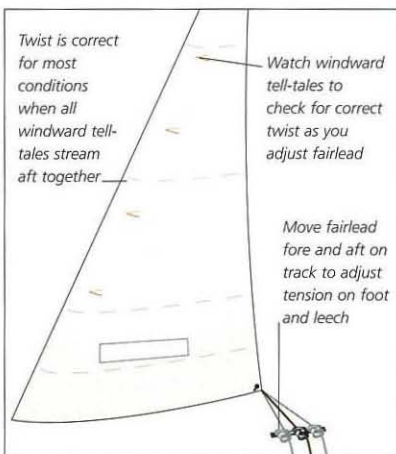 Twist is correct
for most
conditions
when all
windward tell-
tales stream
aft together
Watch windward
tell-tales to
check for correct
twist as you
adjust fairlead
Move fairlead
fore and aft on
track to adjust
tension on foot
and leech